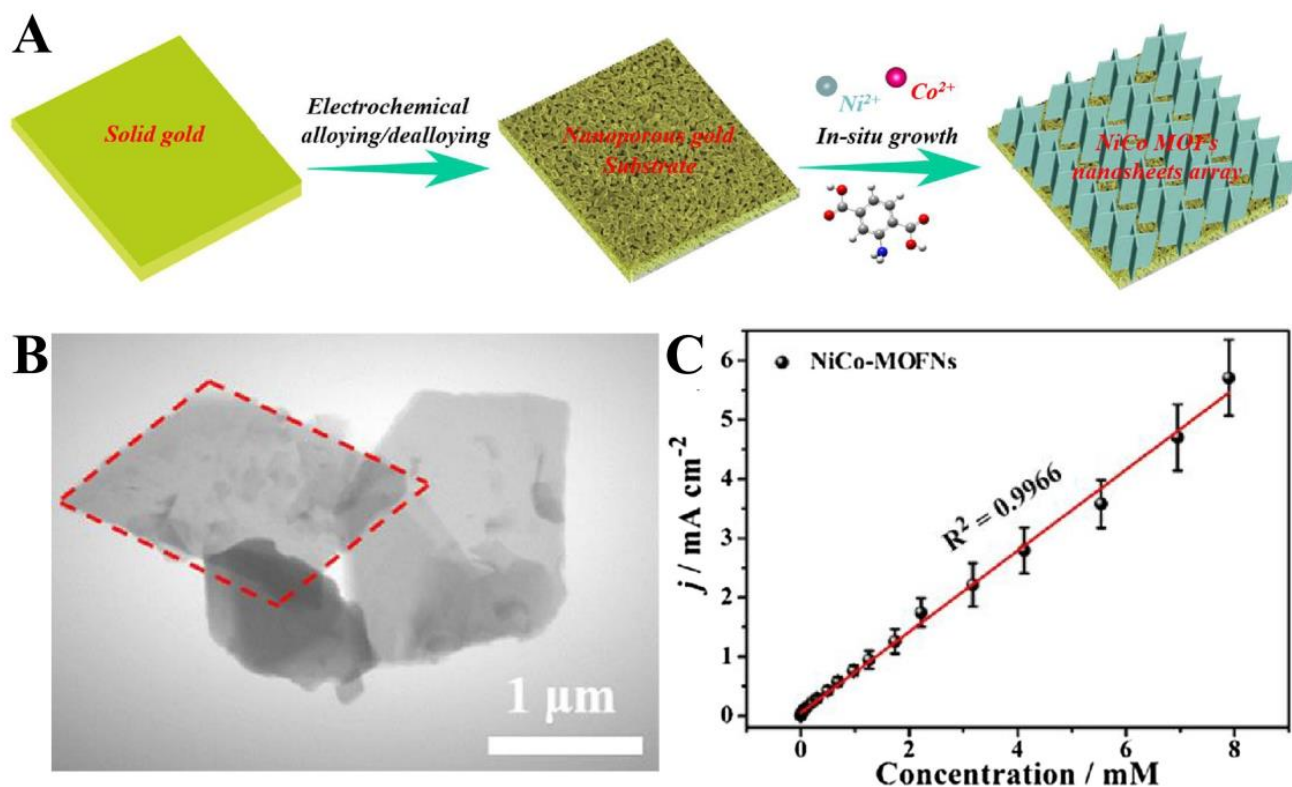 A
Solid gold
Electrochemical
alloying/dealloying
Nanoporous gold
Substrate
Ni²⁺
Co²⁺
In-situ growth
NiCo MOFs
nanosheets array
B
1 μm
C
NiCo-MOFNs
R² = 0.9966
j / mA cm⁻²
6
5
4
3
2
1
0
0 2 4 6 8
Concentration / mM